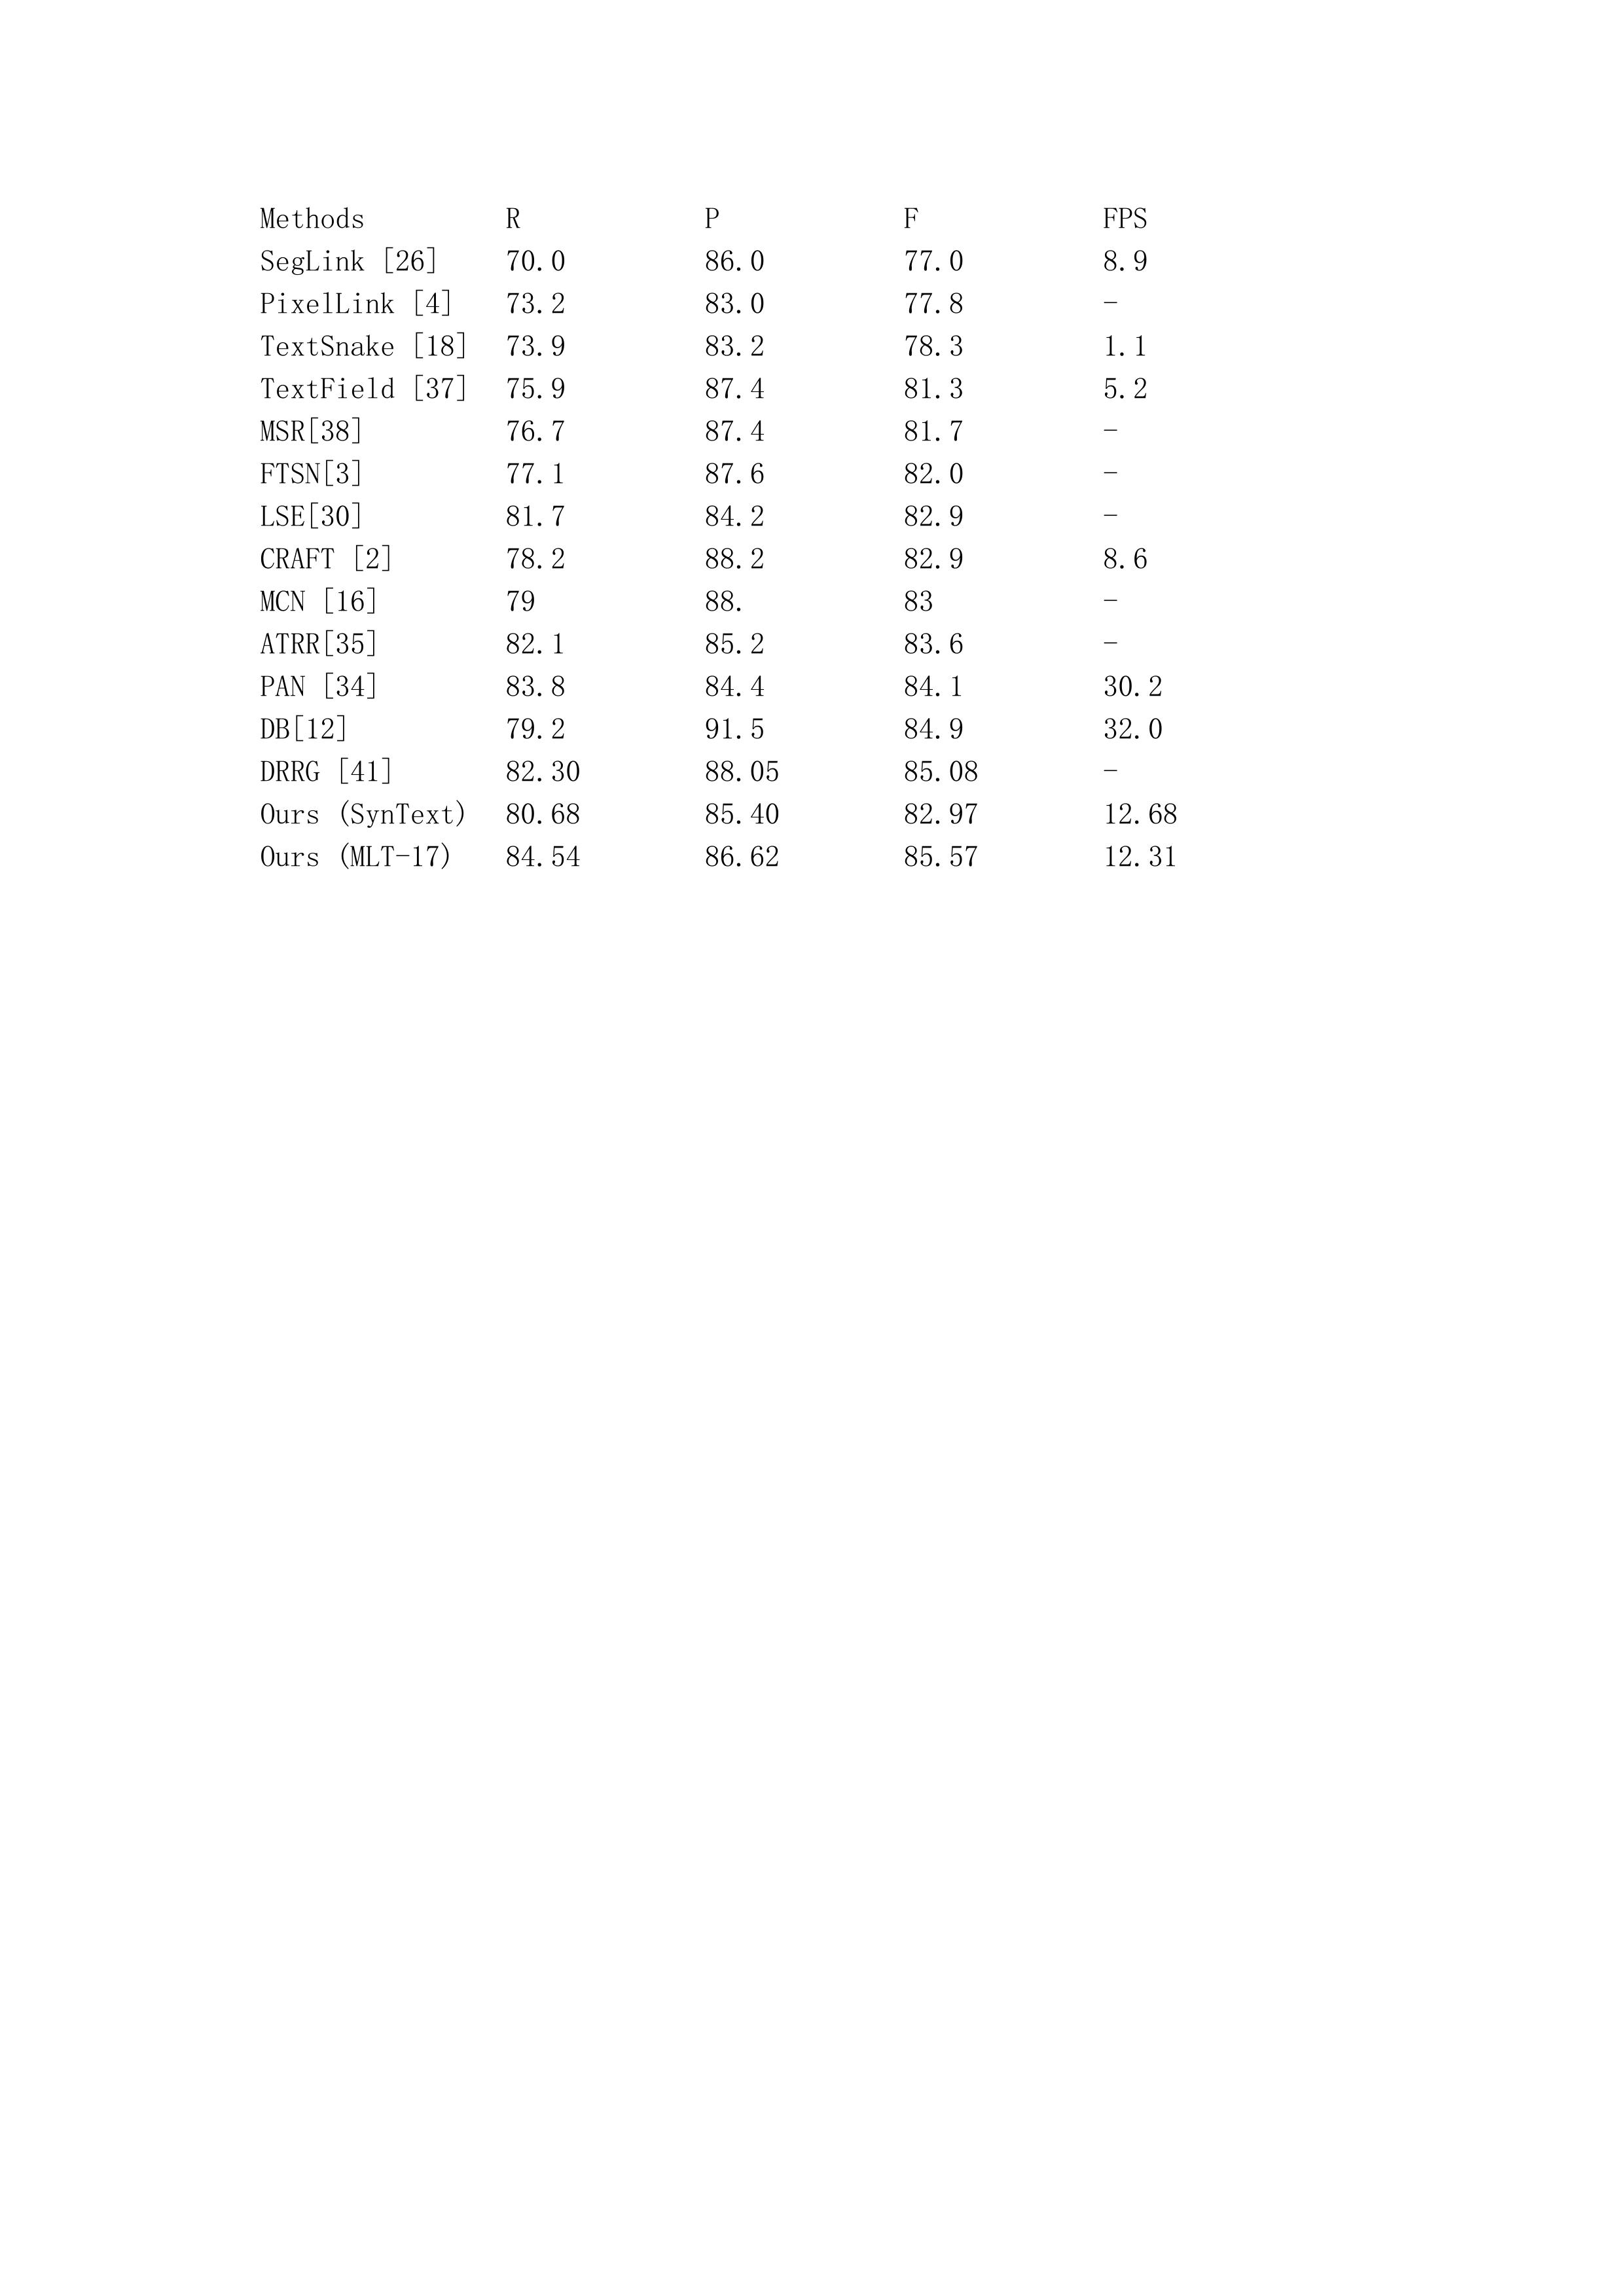 Methods R P F FPS
SegLink [26] 70.0 86.0 77.0 8.9
PixelLink [4] 73.2 83.0 77.8 -
TextSnake [18] 73.9 83.2 78.3 1.1
TextField [37] 75.9 87.4 81.3 5.2
MSR[38] 76.7 87.4 81.7 -
FTSN[3] 77.1 87.6 82.0 -
LSE[30] 81.7 84.2 82.9 -
CRAFT [2] 78.2 88.2 82.9 8.6
MCN [16] 79 88. 83 -
ATRR[35] 82.1 85.2 83.6 -
PAN [34] 83.8 84.4 84.1 30.2
DB[12] 79.2 91.5 84.9 32.0
DRRG [41] 82.30 88.05 85.08 -
Ours (SynText) 80.68 85.40 82.97 12.68
Ours (MLT-17) 84.54 86.62 85.57 12.31